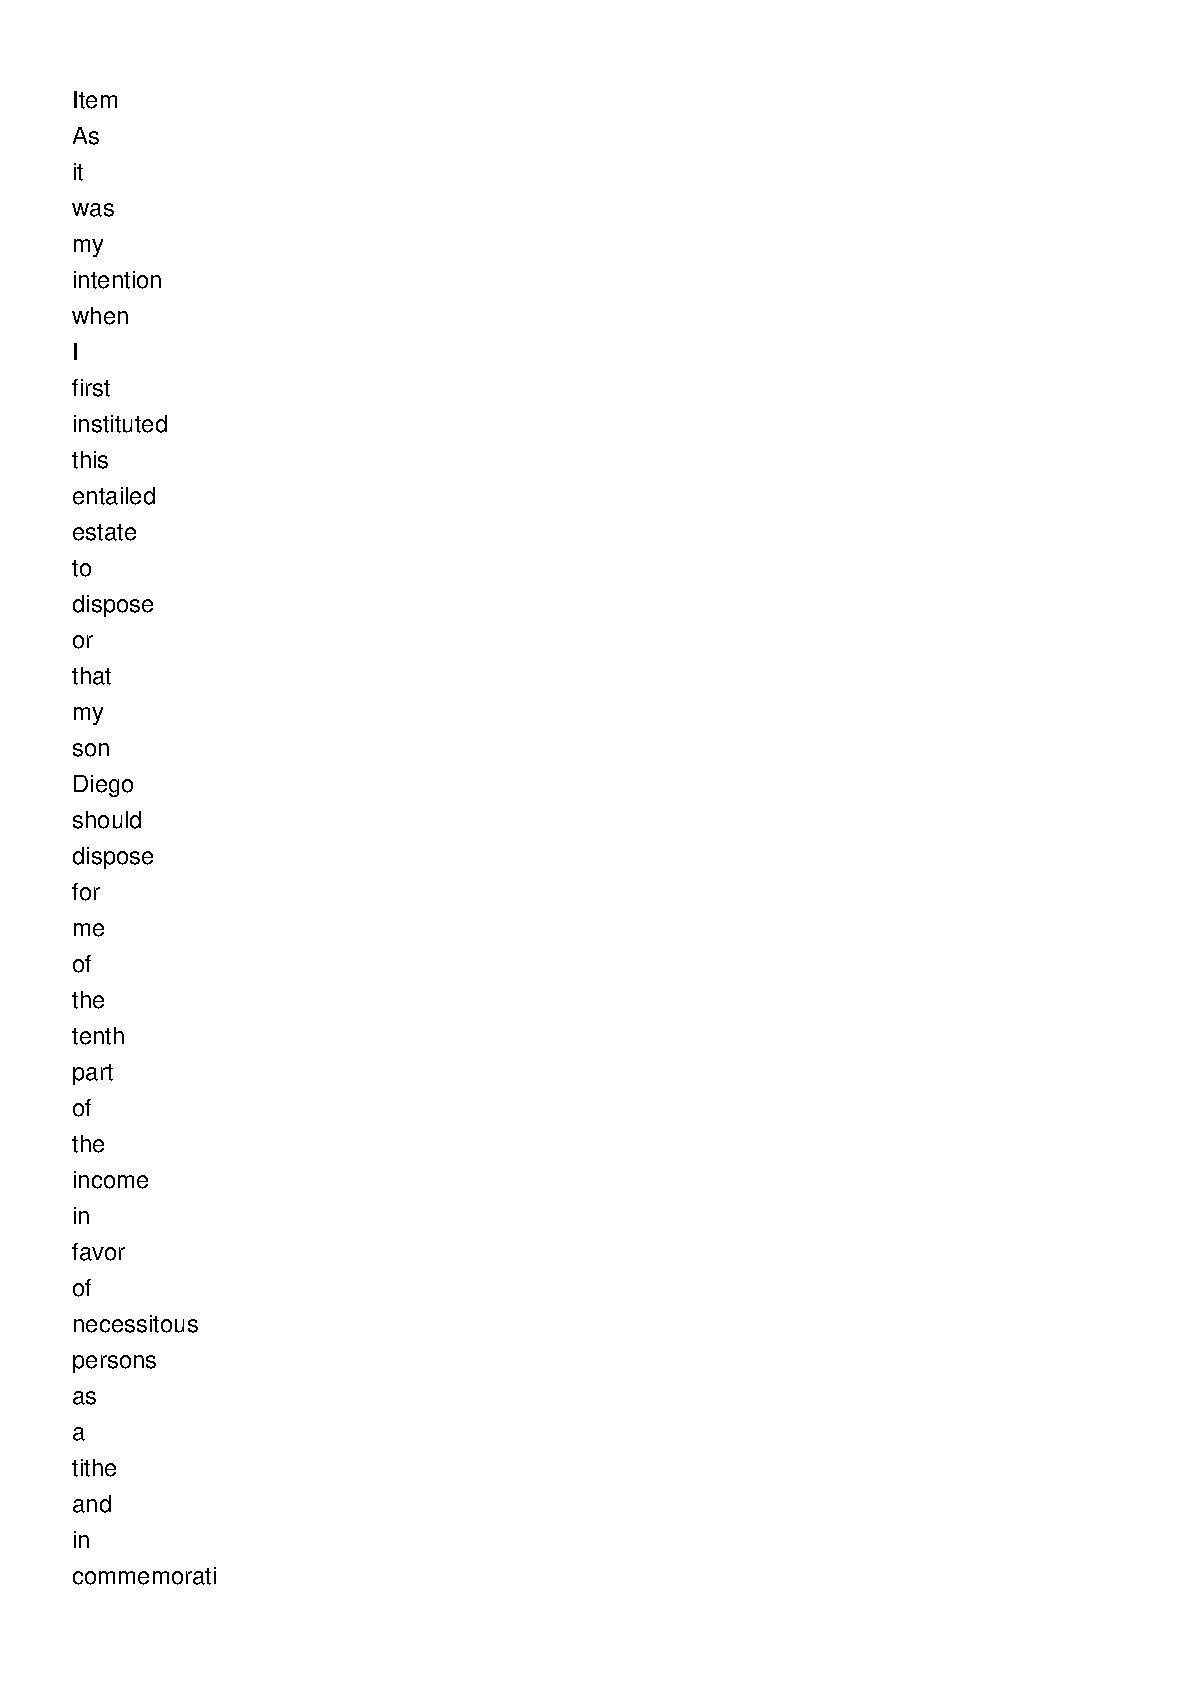 Item
As
it
was
my
intention
when
I
first
instituted
this
entailed
estate
to
dispose
or
that
my
son
Diego
should
dispose
for
me
of
the
tenth
part
of
the
income
in
favor
of
necessitous
persons
as
a
tithe
and
in
commemorati